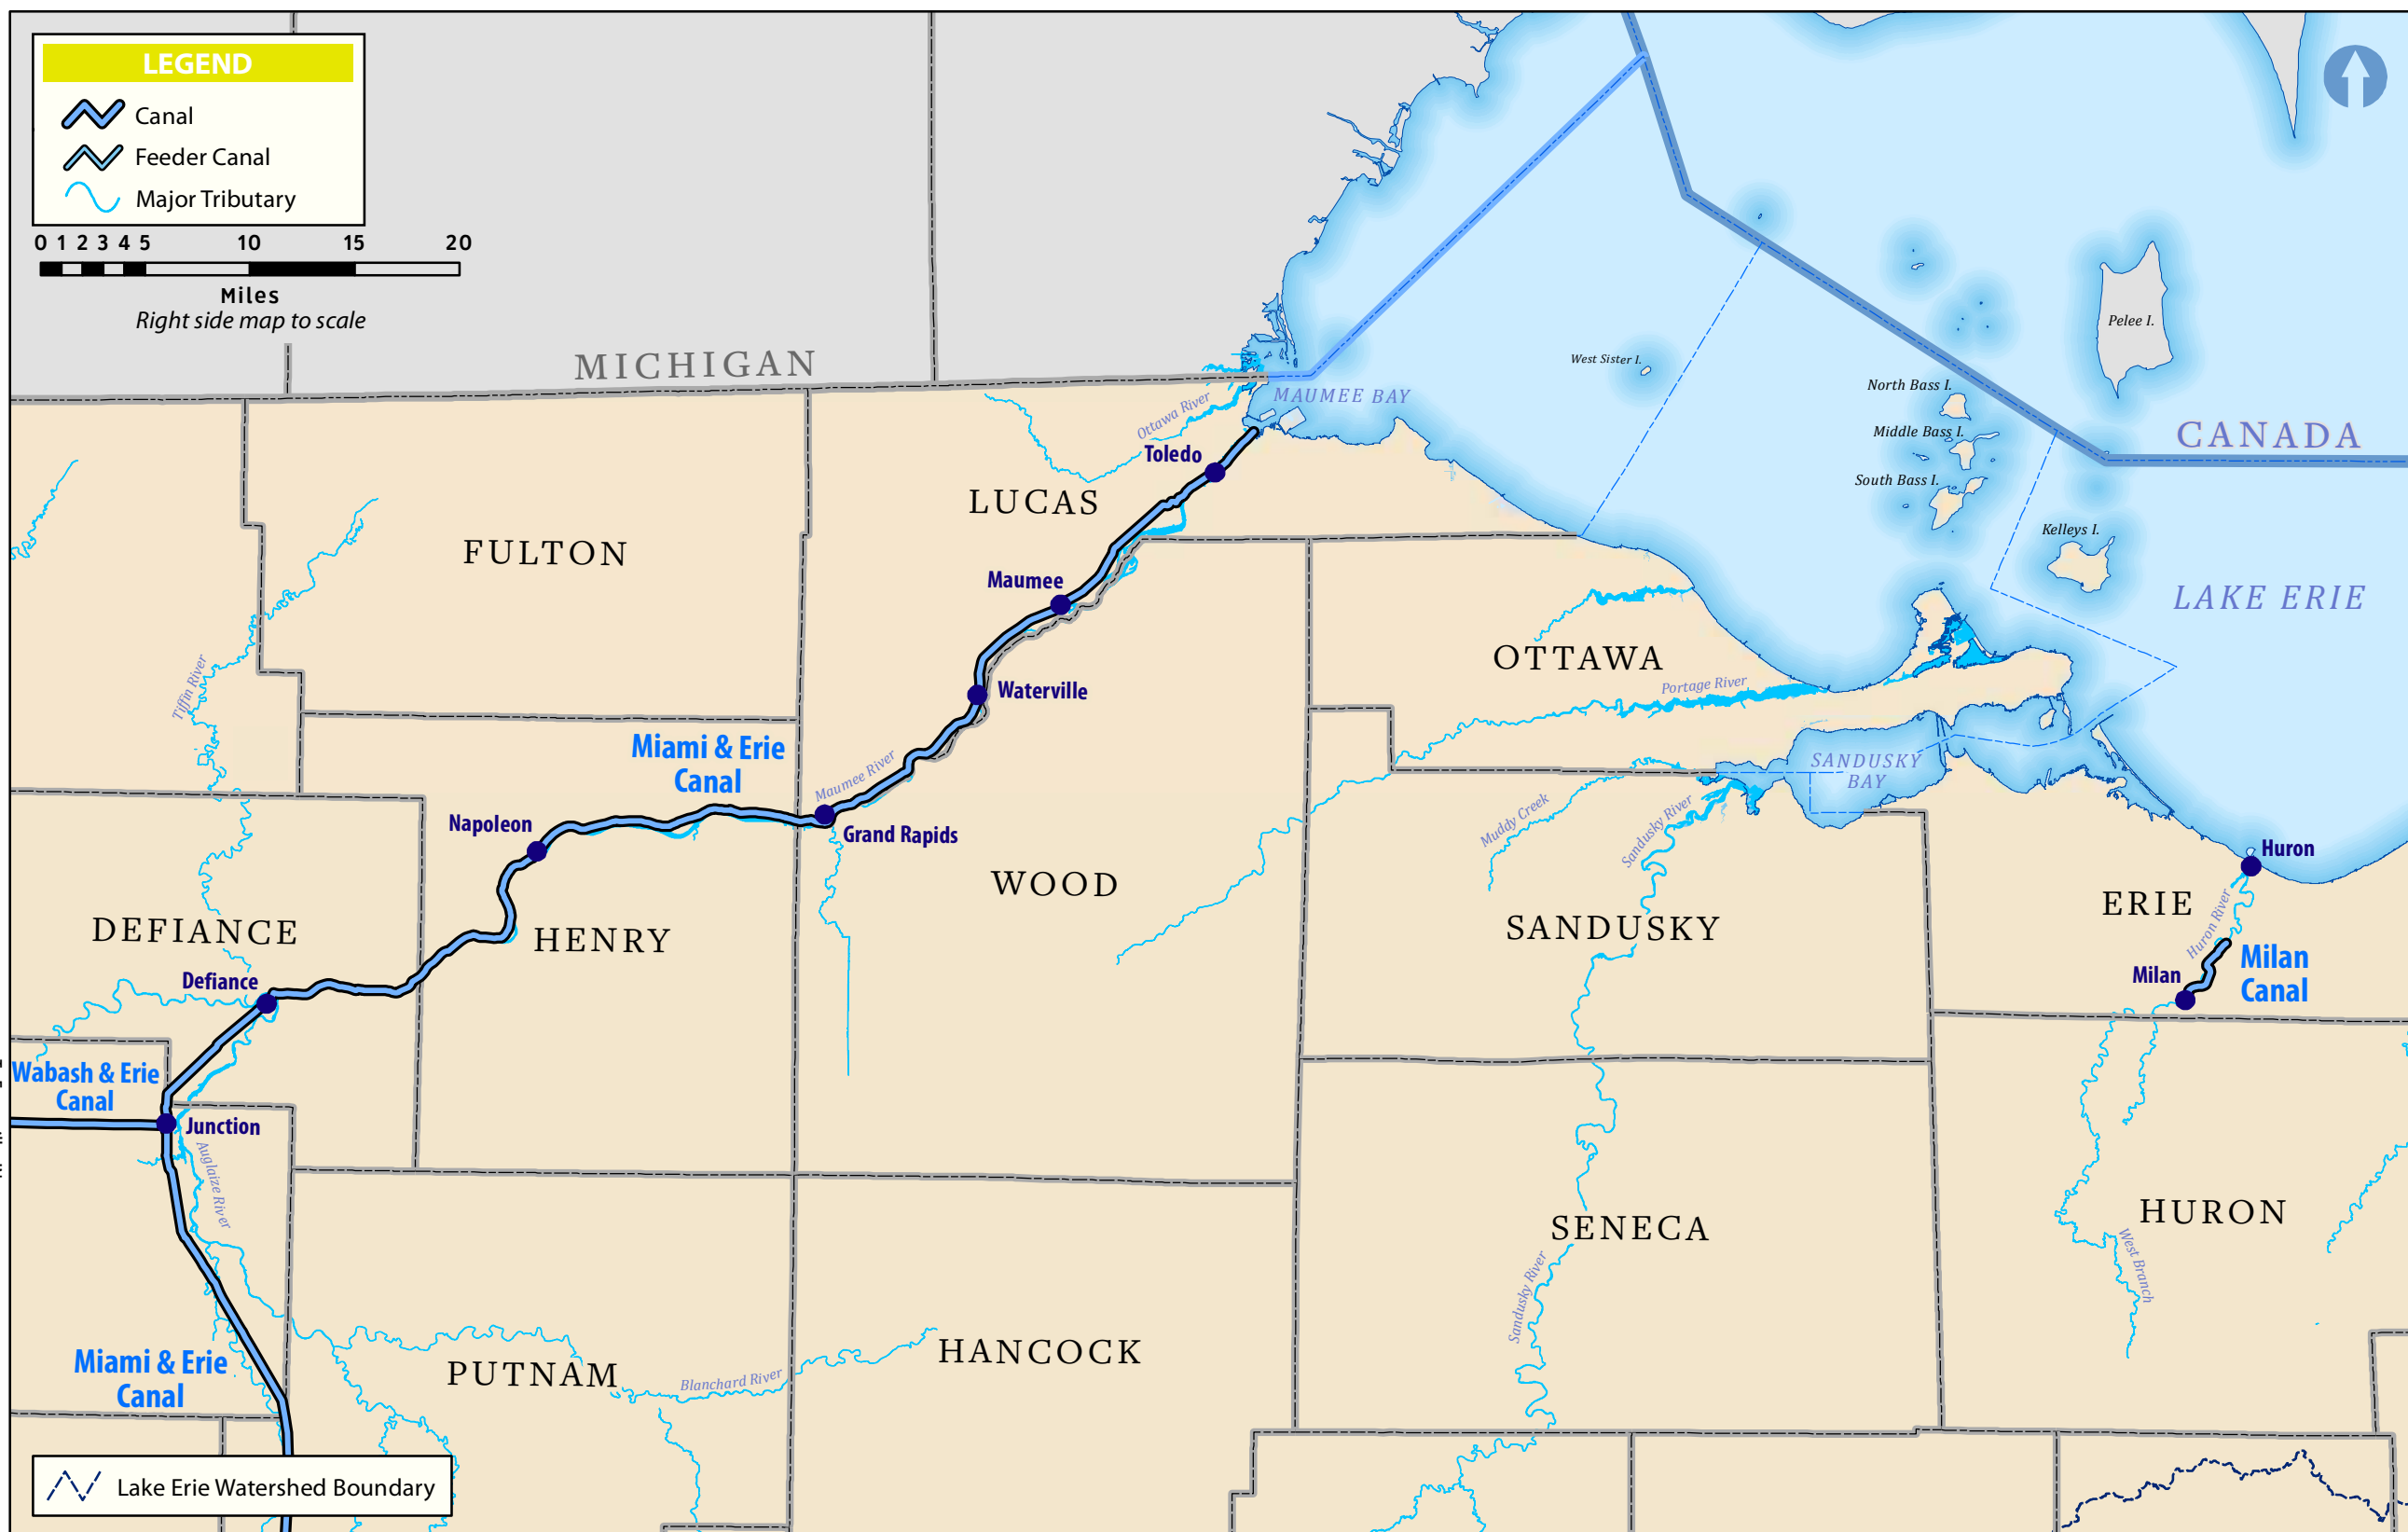 LEGEND
Canal
Feeder Canal
Major Tributary
0 1 2 3 4 5 10 15 20
Miles
Right side map to scale
MICHIGAN
West Sister I.
Pelee I.
North Bass I.
Middle Bass I.
South Bass I.
Kelleys I.
CANADA
LAKE ERIE
MAUMEE BAY
Ottawa River
Toledo
LUCAS
FULTON
Maumee
Waterville
OTTAWA
Portage River
Tiffin River
Miami & Erie
Canal
Maumee River
SANDUSKY
BAY
Napoleon
Grand Rapids
Muddy Creek
Sandusky River
Huron
WOOD
ERIE
Huron River
DEFIANCE
HENRY
SANDUSKY
Defiance
Milan
Milan
Canal
Wabash & Erie
Canal
Junction
Auglaize River
SENECA
HURON
West Branch
Sandusky River
Miami & Erie
Canal
PUTNAM
Blanchard River
HANCOCK
Lake Erie Watershed Boundary